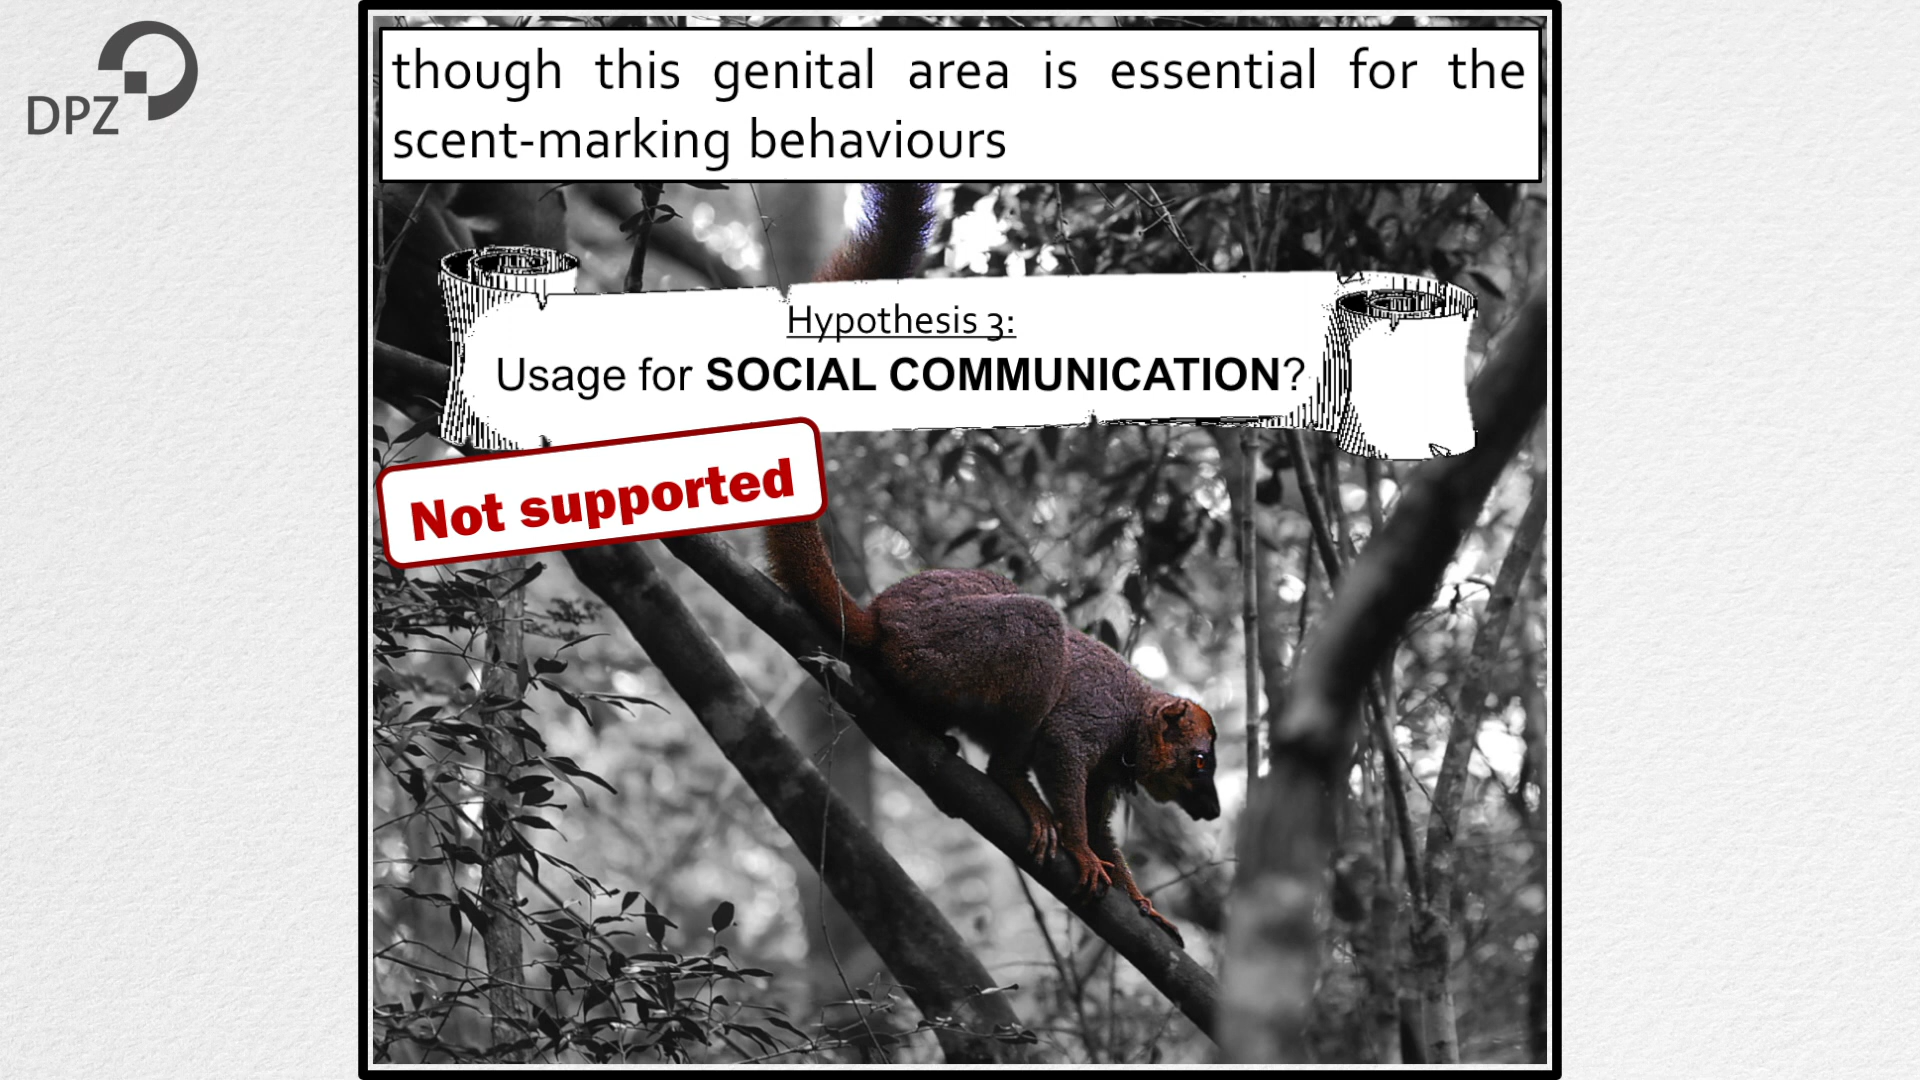 DPZ
though this genital area is essential for the
scent-marking behaviours
Hypothesis 3:
Usage for SOCIAL COMMUNICATION?
Not supported